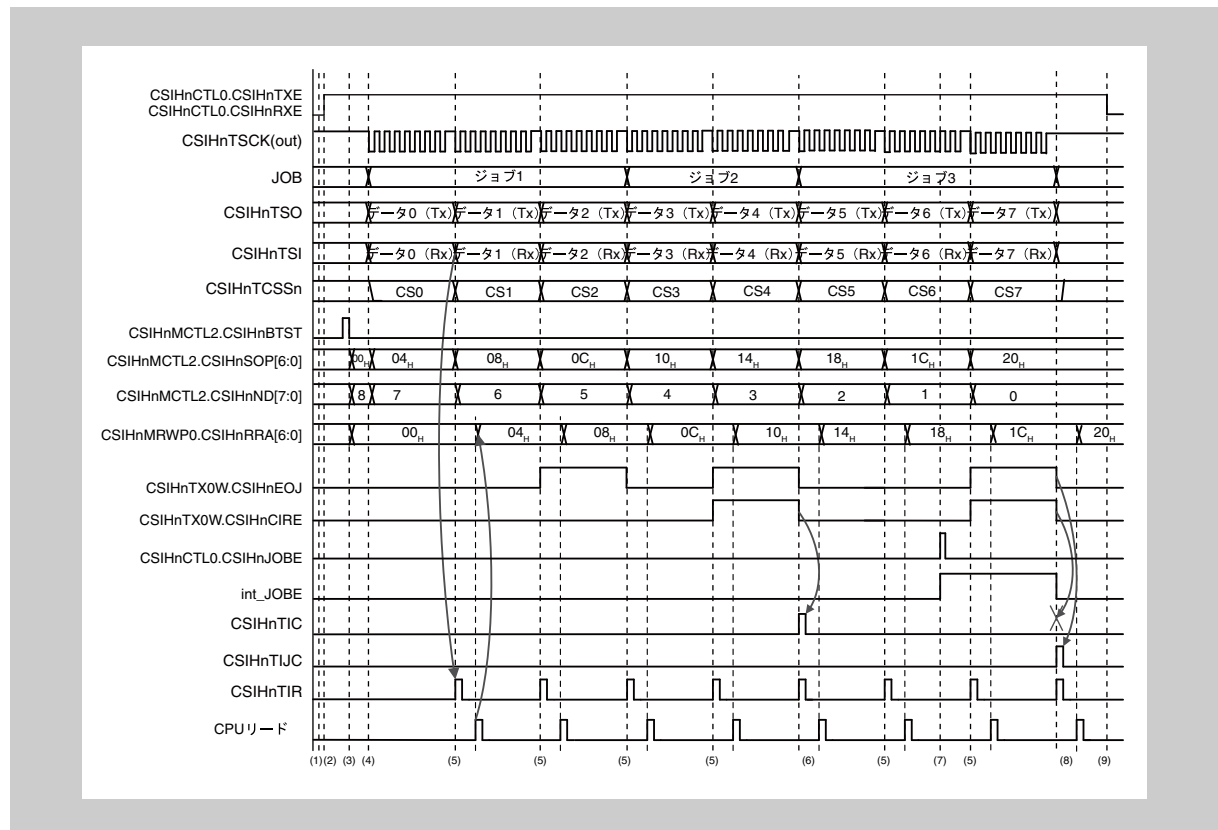 CSIHnCTL0.CSIHnTXE
CSIHnCTL0.CSIHnRXE
CSIHnTSCK(out)
JOB
ジョブ1 ジョブ2 ジョブ3
CSIHnTSO
データ0（Tx） データ1（Tx） データ2（Tx） データ3（Tx） データ4（Tx） データ5（Tx） データ6（Tx） データ7（Tx）
CSIHnTSI
データ0（Rx） データ1（Rx） データ2（Rx） データ3（Rx） データ4（Rx） データ5（Rx） データ6（Rx） データ7（Rx）
CSIHnTCSSn
CS0 CS1 CS2 CS3 CS4 CS5 CS6 CS7
CSIHnMCTL2.CSIHnBTST
CSIHnMCTL2.CSIHnSOP[6:0]
00H 04H 08H 0CH 10H 14H 18H 1CH 20H
CSIHnMCTL2.CSIHnND[7:0]
8 7 6 5 4 3 2 1 0
CSIHnMRWP0.CSIHnRRA[6:0]
00H 04H 08H 0CH 10H 14H 18H 1CH 20H
CSIHnTX0W.CSIHnEOJ
CSIHnTX0W.CSIHnCIRE
CSIHnCTL0.CSIHnJOBE
int_JOBE
CSIHnTIC
CSIHnTIJC
CSIHnTIR
CPUリード
(1) (2) (3) (4) (5) (5) (5) (5) (6) (5) (7) (5) (8) (9)